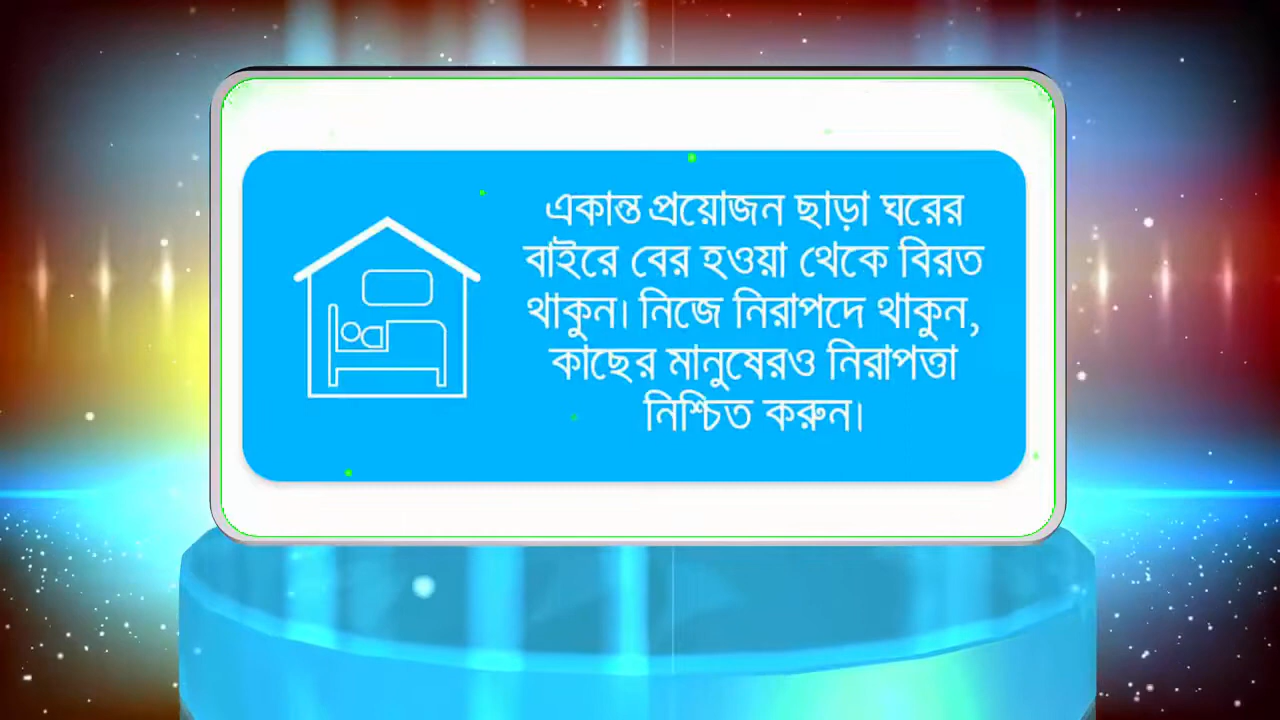 একান্ত প্রয়োজন ছাড়া ঘরের
বাইরে বের হওয়া থেকে বিরত
থাকুন। নিজে নিরাপদে থাকুন,
কাছের মানুষেরও নিরাপত্তা
নিশ্চিত করুন।